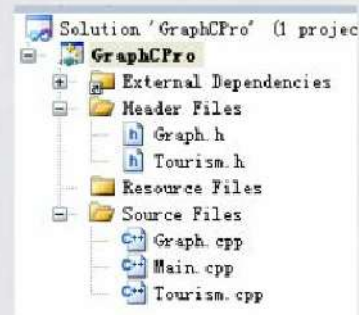 Solution 'GraphCPro' (1 projec
GraphCPro
External Dependencies
Header Files
Graph.h
Tourism.h
Resource Files
Source Files
Graph.cpp
Main.cpp
Tourism.cpp